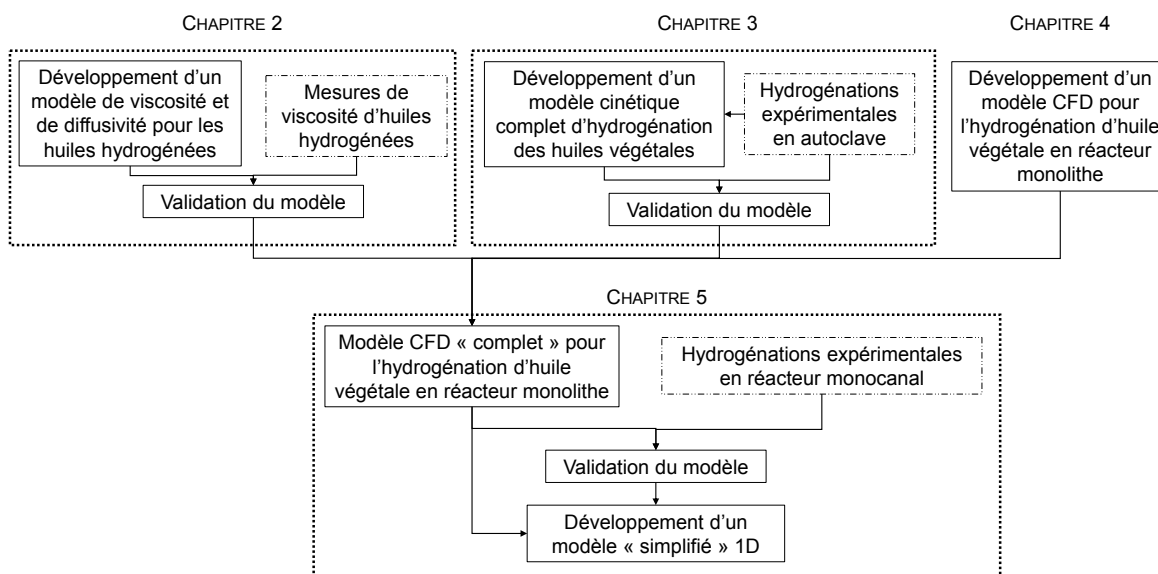 CHAPITRE 2
Développement d’un
modèle de viscosité et
de diffusivité pour les
huiles hydrogénées
Mesures de
viscosité d’huiles
hydrogénées
Validation du modèle
CHAPITRE 3
Développement d’un
modèle cinétique
complet d’hydrogénation
des huiles végétales
Hydrogénations
expérimentales
en autoclave
Validation du modèle
CHAPITRE 4
Développement d’un
modèle CFD pour
l’hydrogénation d’huile
végétale en réacteur
monolithe
CHAPITRE 5
Modèle CFD « complet » pour
l’hydrogénation d’huile
végétale en réacteur monolithe
Hydrogénations expérimentales
en réacteur monocanal
Validation du modèle
Développement d’un
modèle « simplifié » 1D